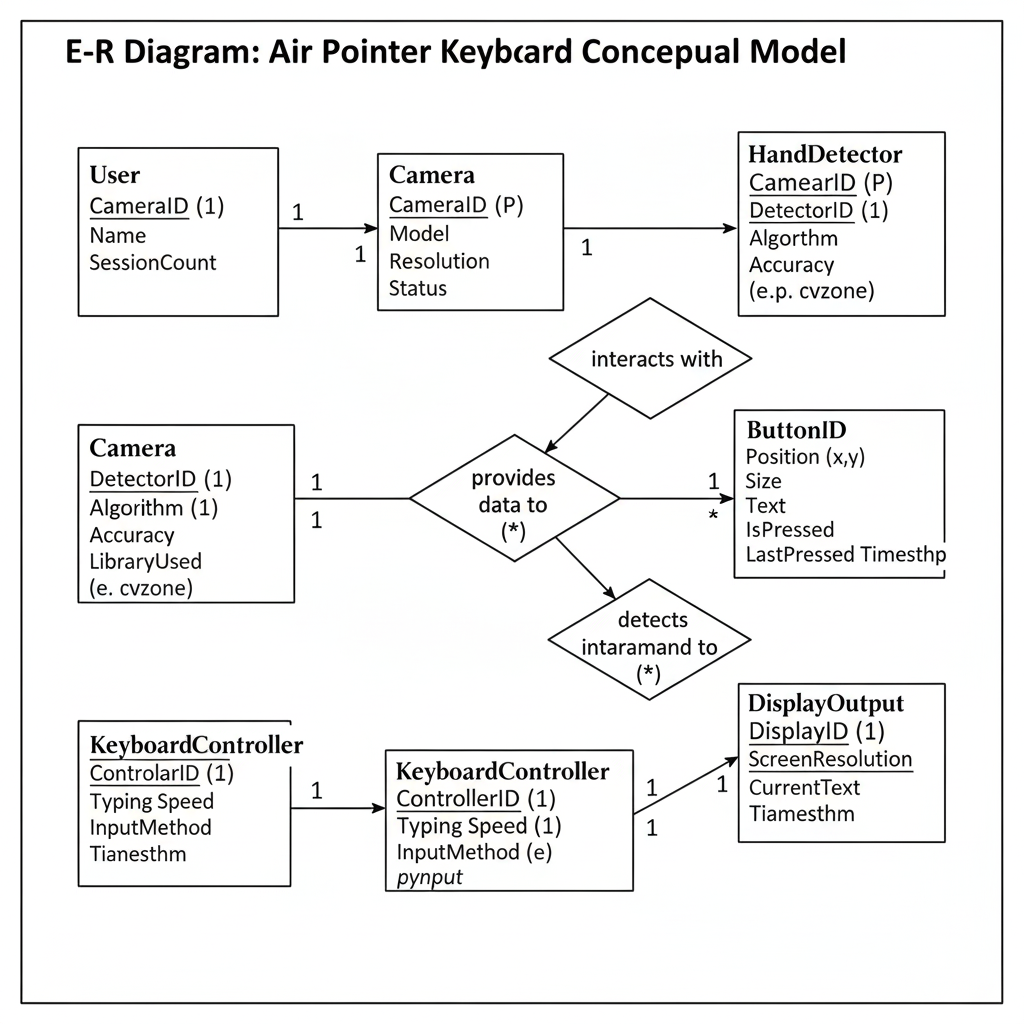 E-R Diagram: Air Pointer Keybcard Concepual Model
User
CameraID (1)
Name
SessionCount
1
1
Camera
CameraID (P)
Model
Resolution
Status
1
HandDetector
CamearID (P)
DetectorID (1)
Algorthm
Accuracy
(e.p. cvzone)
interacts with
Camera
DetectorID (1)
Algorithm (1)
Accuracy
LibraryUsed
(e. cvzone)
1
1
provides
data to
(*)
1
*
ButtonID
Position (x,y)
Size
Text
IsPressed
LastPressed Timesthp
detects
intaramand to
(*)
KeyboardController
ControlarID (1)
Typing Speed
InputMethod
Tianesthm
1
KeyboardController
ControllerID (1)
Typing Speed (1)
InputMethod (e)
pynput
1
1
1
DisplayOutput
DisplayID (1)
ScreenResolution
CurrentText
Tiamesthm